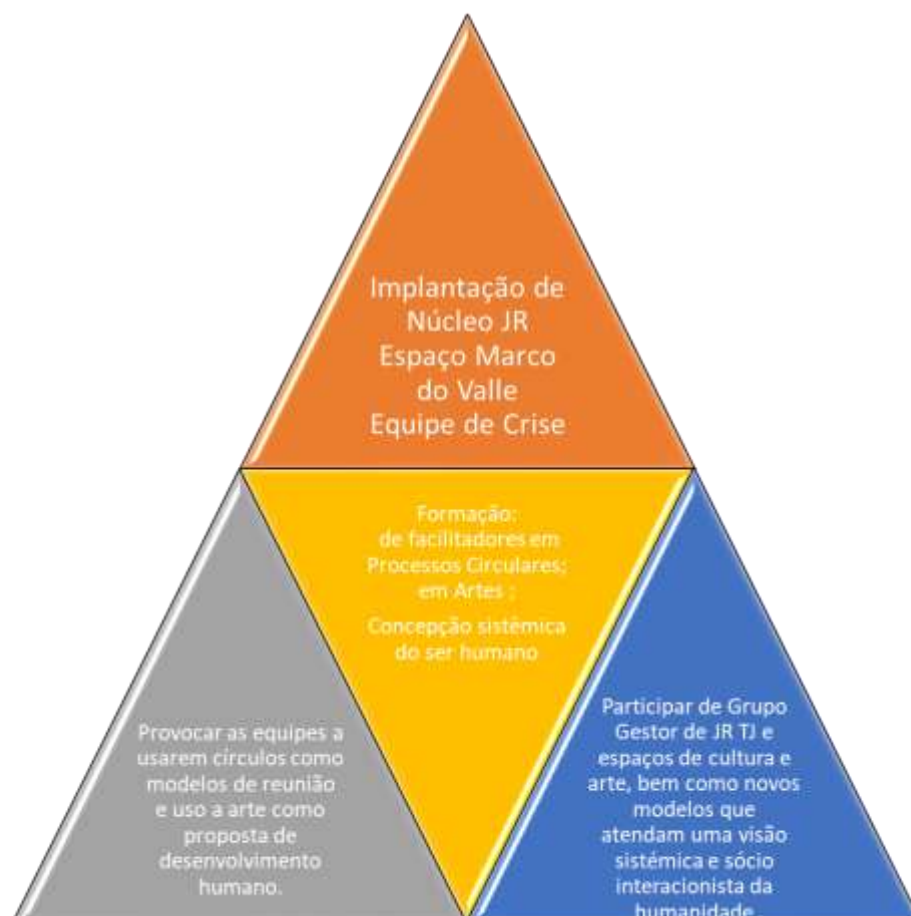 Implantação de
Núcleo JR
Espaço Marco
do Valle
Equipe de Crise
Formação:
de facilitadores em
Processos Circulares;
em Artes ;
Concepção sistêmica
do ser humano
Provocar as equipes a
usarem círculos como
modelos de reunião
e uso a arte como
proposta de
desenvolvimento
humano.
Participar de Grupo
Gestor de JR TJ e
espaços de cultura e
arte, bem como novos
modelos que
atendam uma visão
sistêmica e sócio
interacionista da
humanidade